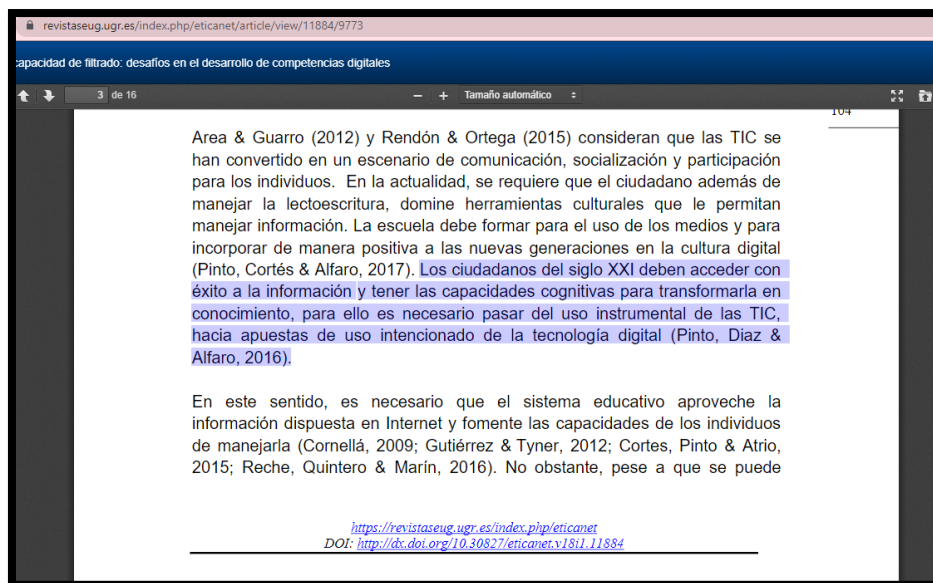 revistaseug.ugr.es/index.php/eticanet/article/view/11884/9773
capacidad de filtrado: desafíos en el desarrollo de competencias digitales
3 de 16
Tamaño automático
104
Area & Guarro (2012) y Rendón & Ortega (2015) consideran que las TIC se
han convertido en un escenario de comunicación, socialización y participación
para los individuos. En la actualidad, se requiere que el ciudadano además de
manejar la lectoescritura, domine herramientas culturales que le permitan
manejar información. La escuela debe formar para el uso de los medios y para
incorporar de manera positiva a las nuevas generaciones en la cultura digital
(Pinto, Cortés & Alfaro, 2017). Los ciudadanos del siglo XXI deben acceder con
éxito a la información y tener las capacidades cognitivas para transformarla en
conocimiento, para ello es necesario pasar del uso instrumental de las TIC,
hacia apuestas de uso intencionado de la tecnología digital (Pinto, Diaz &
Alfaro, 2016).
En este sentido, es necesario que el sistema educativo aproveche la
información dispuesta en Internet y fomente las capacidades de los individuos
de manejarla (Cornellá, 2009; Gutiérrez & Tyner, 2012; Cortes, Pinto & Atrio,
2015; Reche, Quintero & Marín, 2016). No obstante, pese a que se puede
https://revistaseug.ugr.es/index.php/eticanet
DOI: http://dx.doi.org/10.30827/eticanet.v18i1.11884